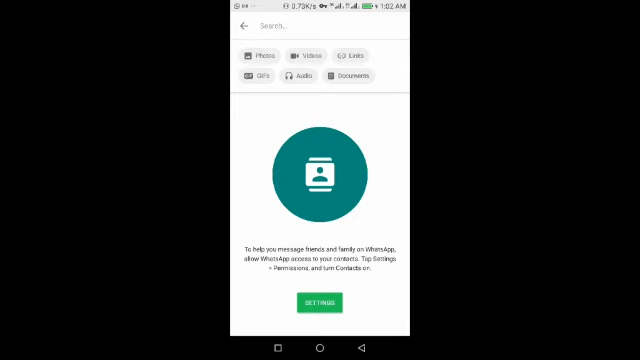 0.73K/s 1:02 AM
Search...
Photos Videos Links
GIF GIFs Audio Documents
To help you message friends and family on WhatsApp,
allow WhatsApp access to your contacts. Tap Settings
> Permissions, and turn Contacts on.
SETTINGS